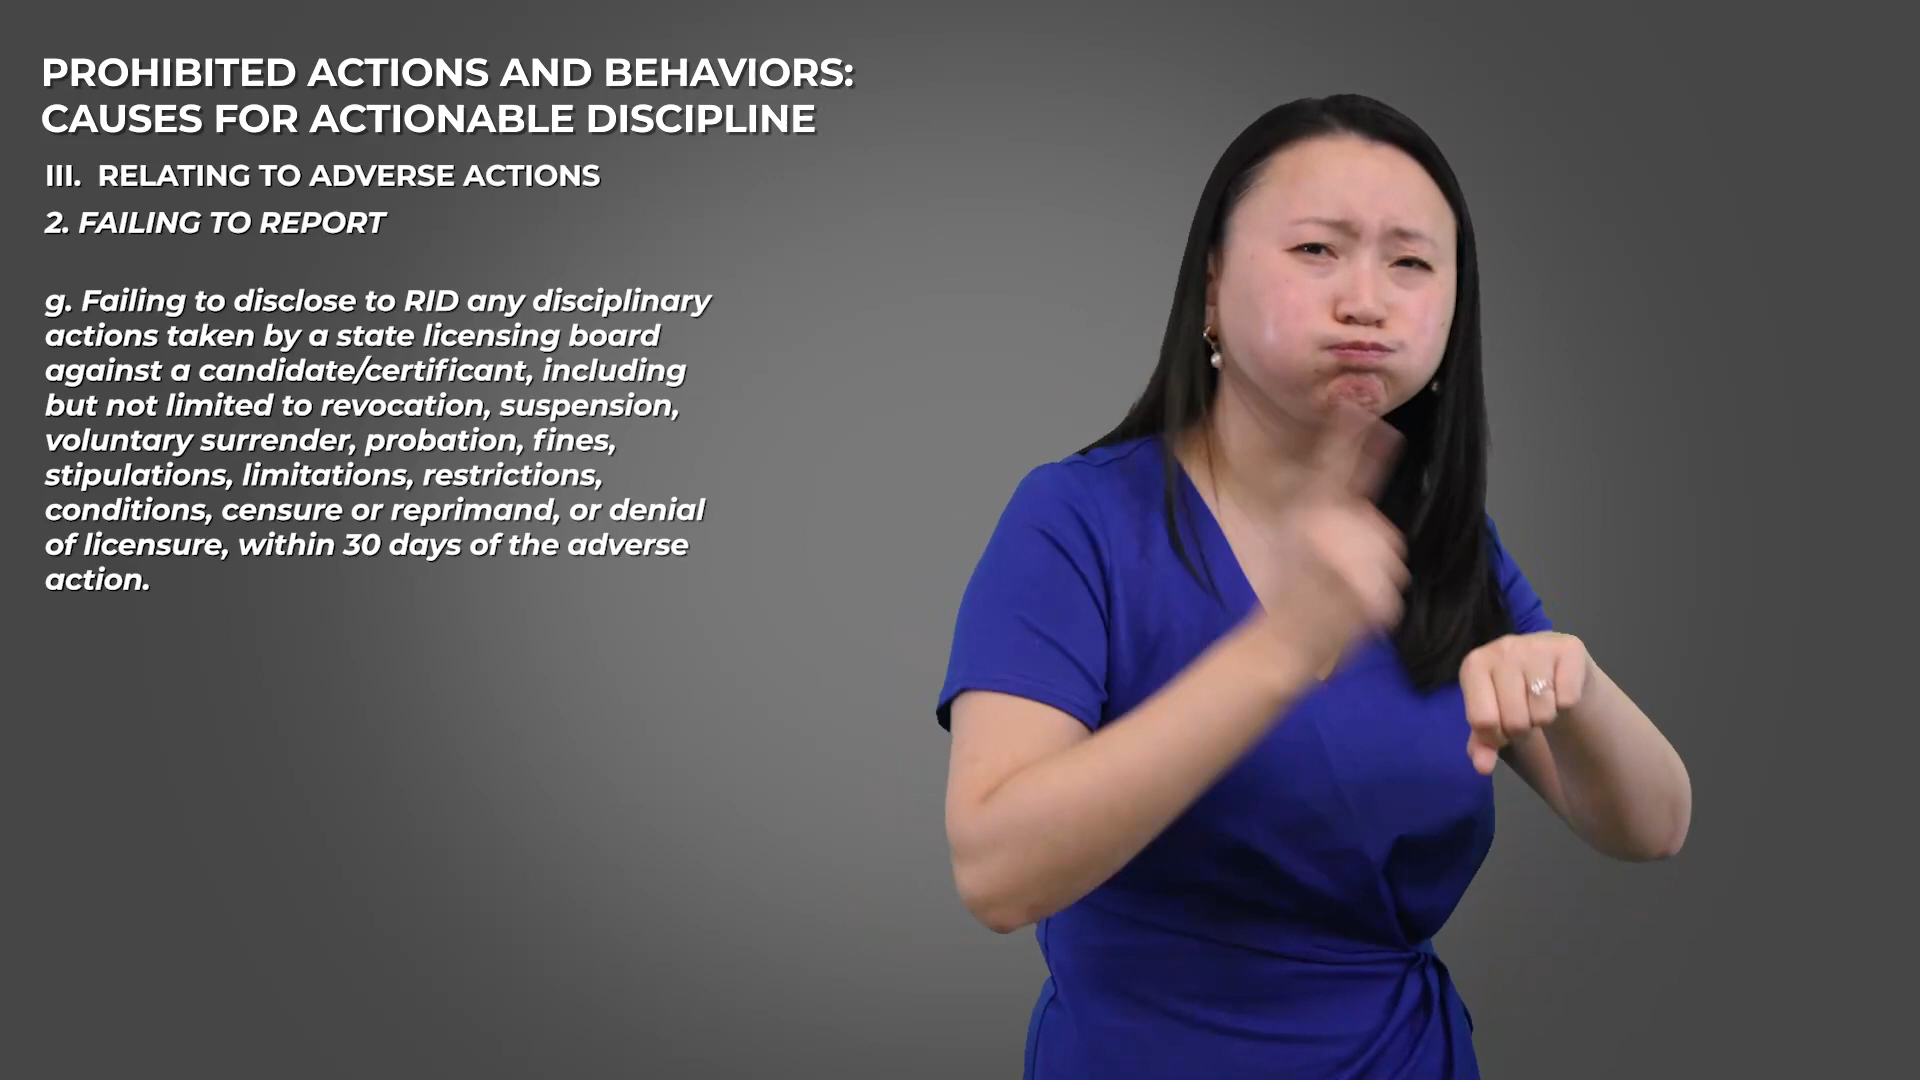 PROHIBITED ACTIONS AND BEHAVIORS:
CAUSES FOR ACTIONABLE DISCIPLINE
III. RELATING TO ADVERSE ACTIONS
2. FAILING TO REPORT
g. Failing to disclose to RID any disciplinary
actions taken by a state licensing board
against a candidate/certificant, including
but not limited to revocation, suspension,
voluntary surrender, probation, fines,
stipulations, limitations, restrictions,
conditions, censure or reprimand, or denial
of licensure, within 30 days of the adverse
action.